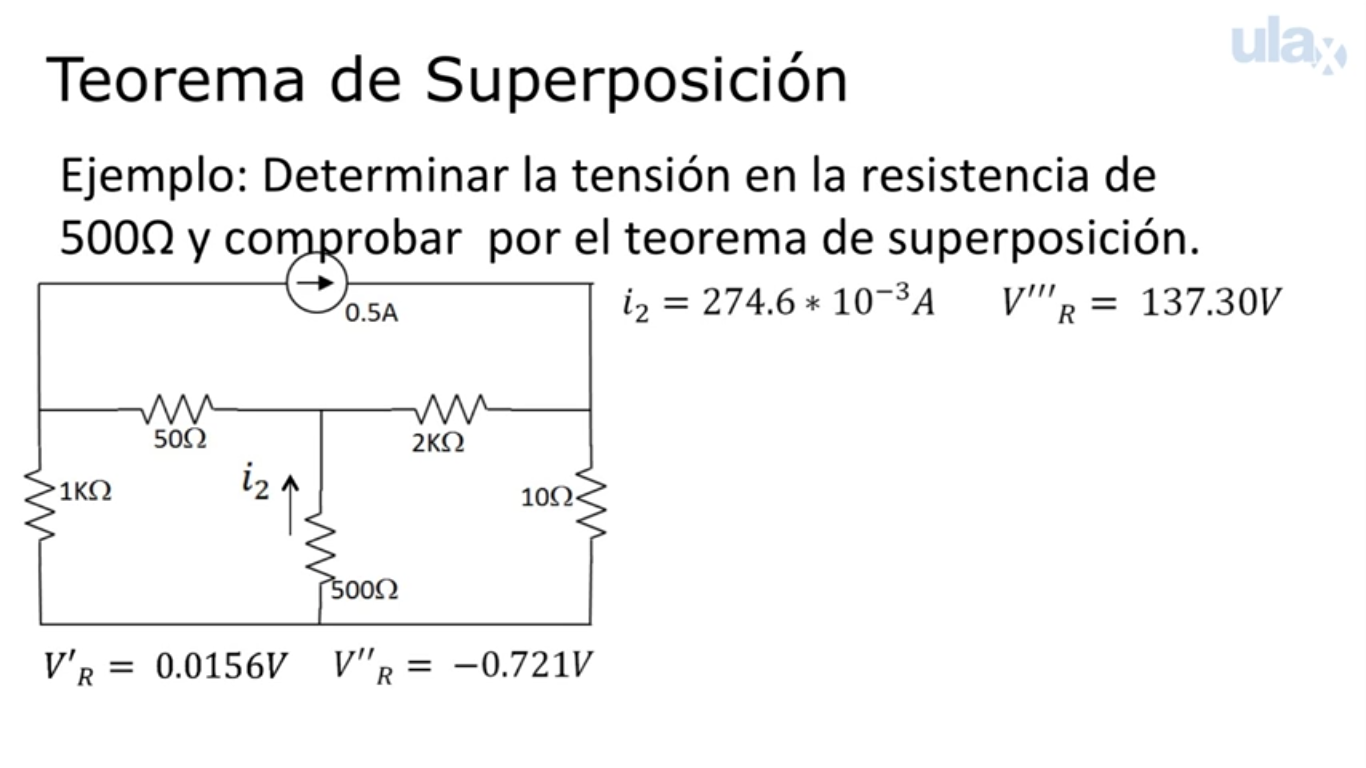 ulax
Teorema de Superposición
Ejemplo: Determinar la tensión en la resistencia de
500Ω y comprobar por el teorema de superposición.
0.5A
i₂ = 274.6 * 10⁻³A V'''R = 137.30V
50Ω
2KΩ
i₂
1KΩ
10Ω
500Ω
V'R = 0.0156V V''R = −0.721V